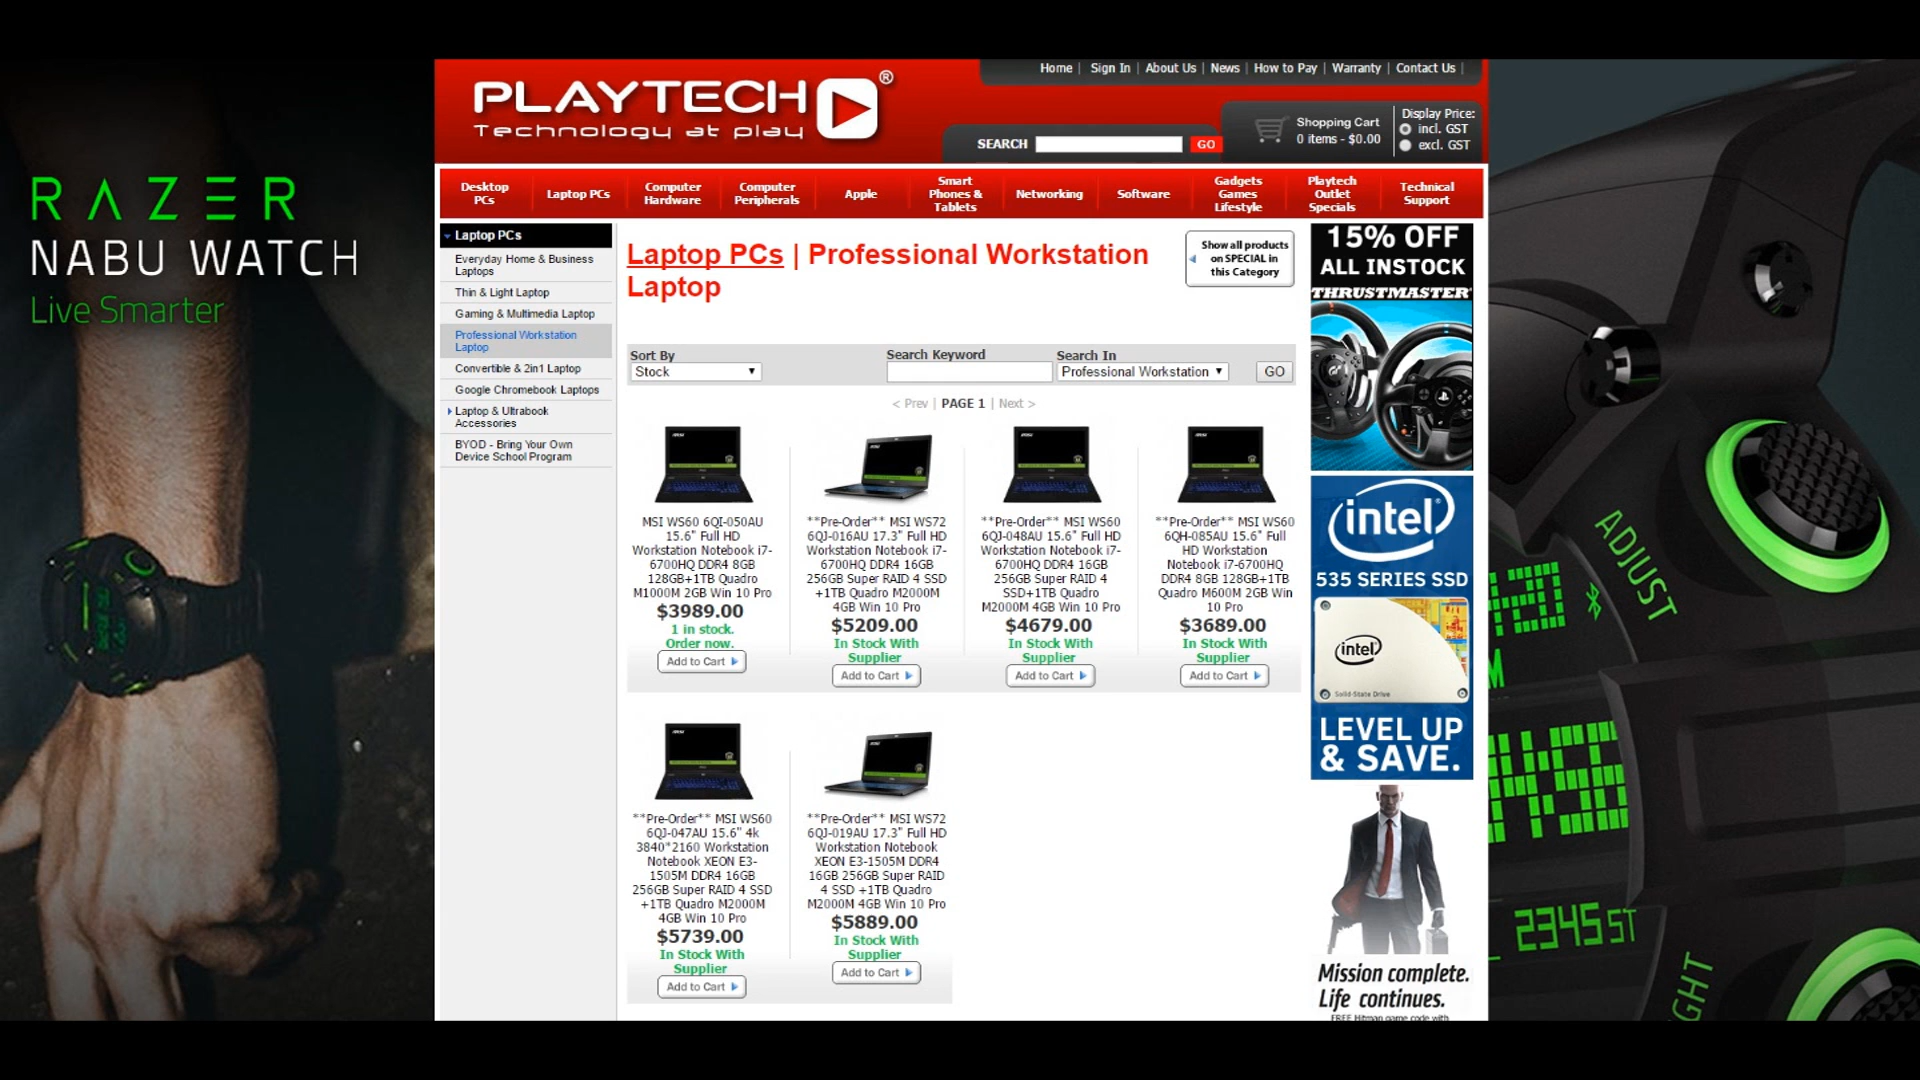 RAZER
NABU WATCH
Live Smarter
PLAYTECH ®
Technology at play
Home | Sign In | About Us | News | How to Pay | Warranty | Contact Us |
SEARCH
GO
Shopping Cart
0 items - $0.00
Display Price:
incl. GST
excl. GST
Desktop
PCs
Laptop PCs
Computer
Hardware
Computer
Peripherals
Apple
Smart
Phones &
Tablets
Networking
Software
Gadgets
Games
Lifestyle
Playtech
Outlet
Specials
Technical
Support
Laptop PCs
Everyday Home & Business
Laptops
Thin & Light Laptop
Gaming & Multimedia Laptop
Professional Workstation
Laptop
Convertible & 2in1 Laptop
Google Chromebook Laptops
Laptop & Ultrabook
Accessories
BYOD - Bring Your Own
Device School Program
Laptop PCs | Professional Workstation
Laptop
Show all products
on SPECIAL in
this Category
Sort By
Stock
Search Keyword
Search In
Professional Workstation
GO
< Prev | PAGE 1 | Next >
MSI WS60 6QI-050AU
15.6" Full HD
Workstation Notebook i7-
6700HQ DDR4 8GB
128GB+1TB Quadro
M1000M 2GB Win 10 Pro
$3989.00
1 in stock.
Order now.
Add to Cart
**Pre-Order** MSI WS72
6QJ-016AU 17.3" Full HD
Workstation Notebook i7-
6700HQ DDR4 16GB
256GB Super RAID 4 SSD
+1TB Quadro M2000M
4GB Win 10 Pro
$5209.00
In Stock With
Supplier
Add to Cart
**Pre-Order** MSI WS60
6QJ-048AU 15.6" Full HD
Workstation Notebook i7-
6700HQ DDR4 16GB
256GB Super RAID 4
SSD+1TB Quadro
M2000M 4GB Win 10 Pro
$4679.00
In Stock With
Supplier
Add to Cart
**Pre-Order** MSI WS60
6QH-085AU 15.6" Full
HD Workstation
Notebook i7-6700HQ
DDR4 8GB 128GB+1TB
Quadro M600M 2GB Win
10 Pro
$3689.00
In Stock With
Supplier
Add to Cart
**Pre-Order** MSI WS60
6QJ-047AU 15.6" 4k
3840*2160 Workstation
Notebook XEON E3-
1505M DDR4 16GB
256GB Super RAID 4 SSD
+1TB Quadro M2000M
4GB Win 10 Pro
$5739.00
In Stock With
Supplier
Add to Cart
**Pre-Order** MSI WS72
6QJ-019AU 17.3" Full HD
Workstation Notebook
XEON E3-1505M DDR4
16GB 256GB Super RAID
4 SSD +1TB Quadro
M2000M 4GB Win 10 Pro
$5889.00
In Stock With
Supplier
Add to Cart
15% OFF
ALL INSTOCK
THRUSTMASTER
intel
535 SERIES SSD
intel
Solid-State Drive
LEVEL UP
& SAVE.
Mission complete.
Life continues.
FREE Hitman game code with
ADJUST
2345 ST
GHT